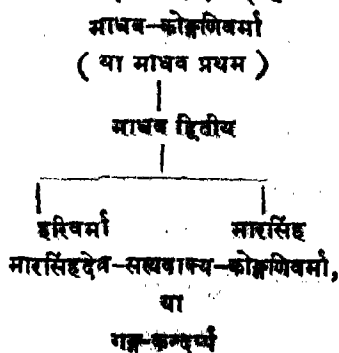 माधव-कोङ्गणिवर्मा
( या माधव प्रथम )
माधव द्वितीय
हरिवर्मा मारसिंह
मारसिंहदेव-सत्यवाक्य-कोङ्गणिवर्मा,
या
गङ्ग-कन्दर्प्प